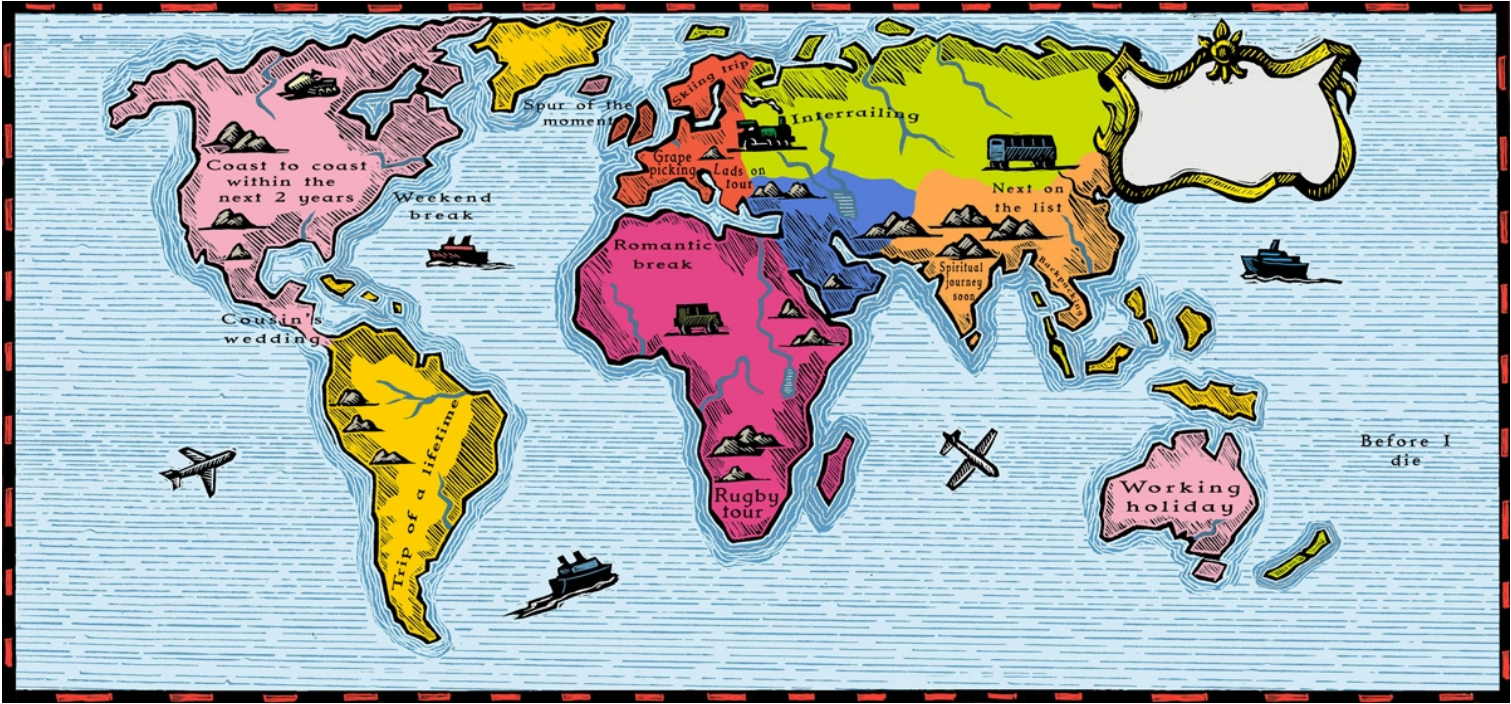 Skiing trip
Spur of the
moment
Interrailing
Grape
picking
Lads on
tour
Coast to coast
within the
next 2 years
Weekend
break
Next on
the list
Romantic
break
Spiritual
journey
soon
Backpacking
Cousin's
wedding
Trip of a lifetime
Before I
die
Working
holiday
Rugby
tour